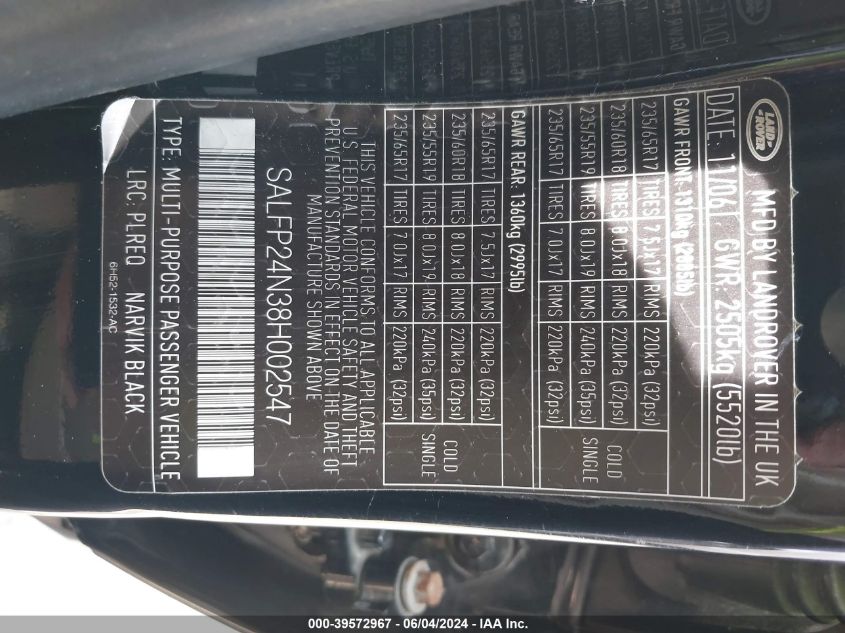 LAND
ROVER
MFD BY LANDROVER IN THE UK
DATE: 11/06 GWR: 2505kg (5520lb)
GAWR FRONT: 1310kg (2885lb)
235/65R17 TIRES 7.5Jx17 RIMS 220kPa (32psi)
235/60R18 TIRES 8.0Jx18 RIMS 220kPa (32psi) COLD
235/55R19 TIRES 8.0Jx19 RIMS 240kPa (35psi) SINGLE
235/65R17 TIRES 7.0Jx17 RIMS 220kPa (32psi)
GAWR REAR: 1360kg (2995lb)
235/65R17 TIRES 7.5Jx17 RIMS 220kPa (32psi)
235/60R18 TIRES 8.0Jx18 RIMS 220kPa (32psi) COLD
235/55R19 TIRES 8.0Jx19 RIMS 240kPa (35psi) SINGLE
235/65R17 TIRES 7.0Jx17 RIMS 220kPa (32psi)
THIS VEHICLE CONFORMS TO ALL APPLICABLE
U.S. FEDERAL MOTOR VEHICLE SAFETY AND THEFT
PREVENTION STANDARDS IN EFFECT ON THE DATE OF
MANUFACTURE SHOWN ABOVE
SALFP24N38H002547
TYPE: MULTI-PURPOSE PASSENGER VEHICLE
LRC: PLREQ NARVIK BLACK
6H52-1532-AC
000-39572967 - 06/04/2024 - IAA Inc.